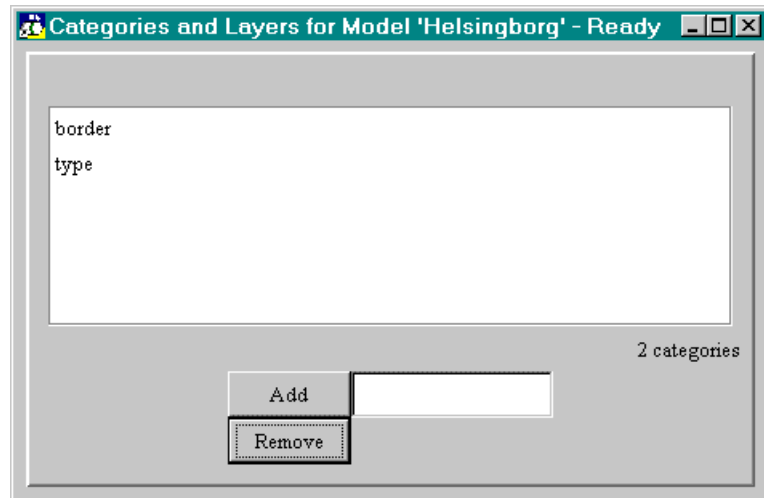 Categories and Layers for Model 'Helsingborg' - Ready
border
type
2 categories
Add
Remove